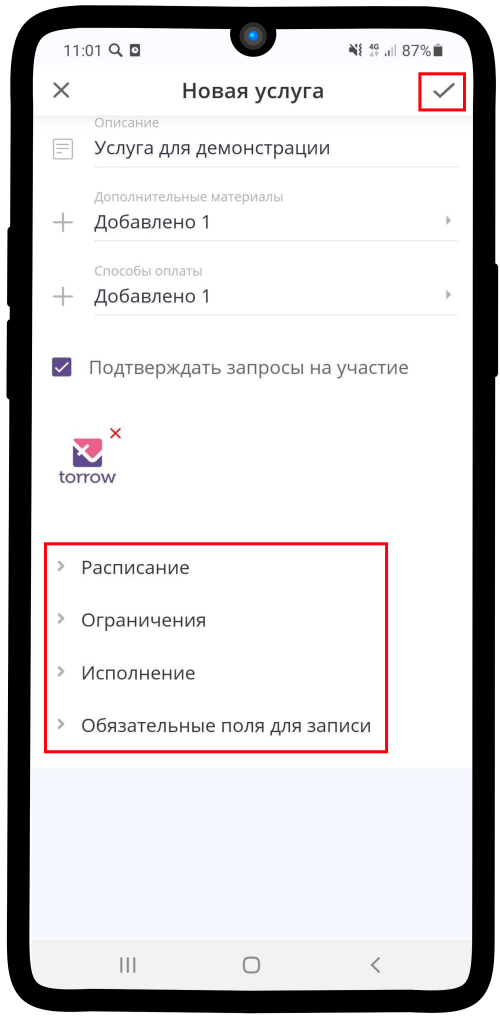 11:01 4G 87%
Новая услуга
Описание
Услуга для демонстрации
Дополнительные материалы
Добавлено 1
Способы оплаты
Добавлено 1
Подтверждать запросы на участие
torrow
Расписание
Ограничения
Исполнение
Обязательные поля для записи